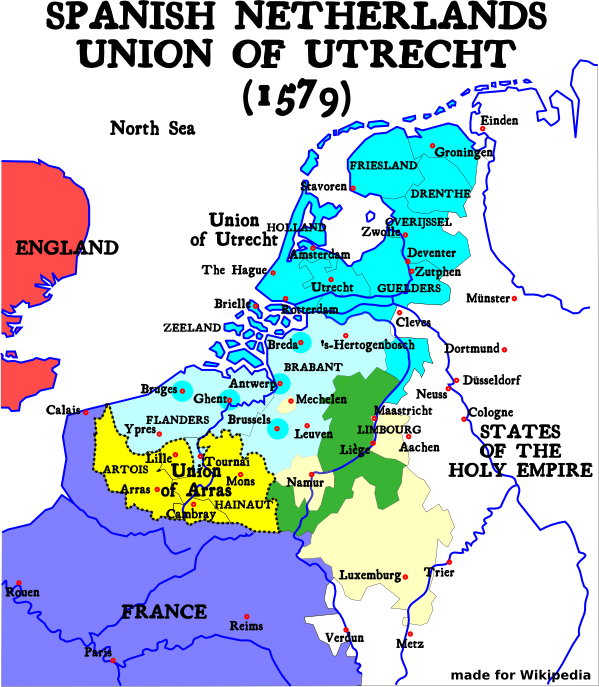 SPANISH NETHERLANDS
UNION OF UTRECHT
(1579)
North Sea
Einden
Groningen
FRIESLAND
Stavoren
DRENTHE
Union
of Utrecht
HOLLAND
OVERIJSSEL
Zwolle
ENGLAND
Amsterdam
Deventer
The Hague
Zutphen
Utrecht
GUELDERS
Münster
Brielle
Rotterdam
Cleves
ZEELAND
Breda
's-Hertogenbosch
Dortmund
BRABANT
Antwerp
Düsseldorf
Bruges
Neuss
Ghent
Mechelen
Calais
Maastricht
Cologne
FLANDERS
Brussels
Ypres
Leuven
LIMBOURG
STATES
OF THE
HOLY EMPIRE
Liège
Aachen
Lille
Tournai
ARTOIS
Union
of Arras
Mons
Namur
Arras
HAINAUT
Cambray
Luxemburg
Trier
Rouen
FRANCE
Reims
Verdun
Metz
Paris
made for Wikipedia